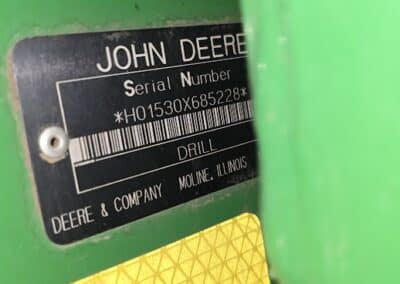 JOHN DEERE
Serial Number
*H01530X685228*
DRILL
DEERE & COMPANY MOLINE, ILLINOIS